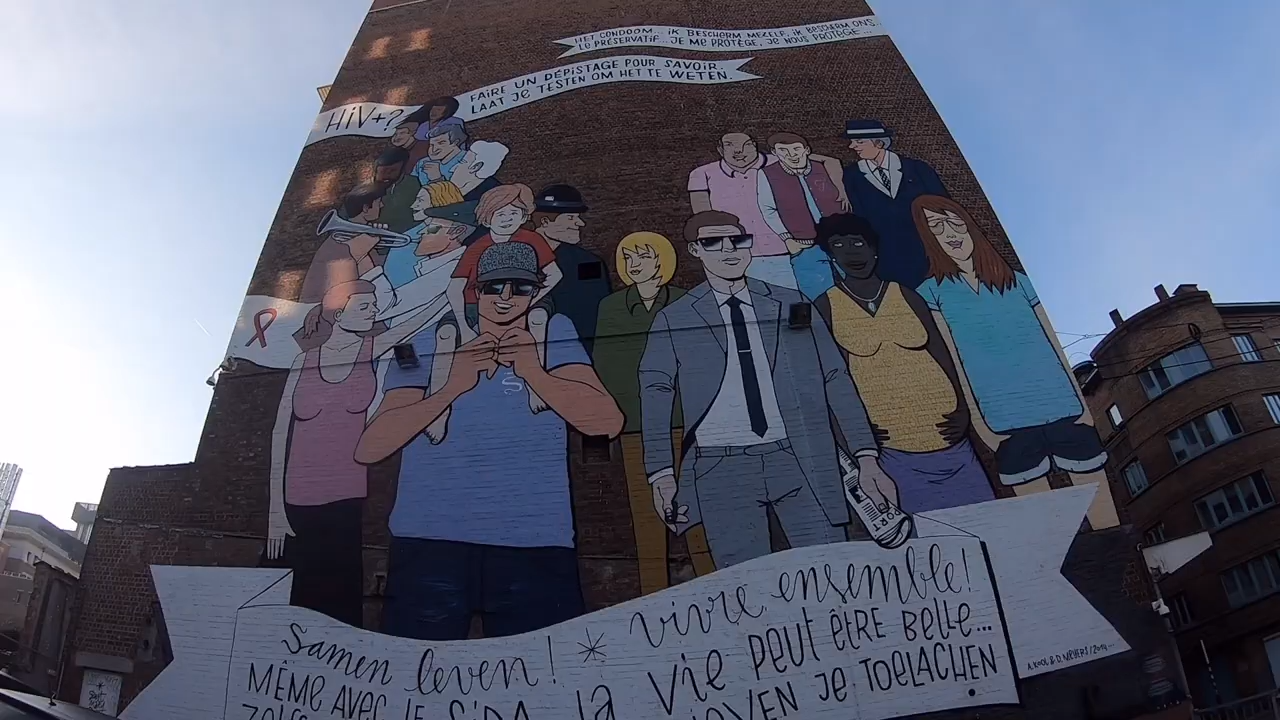 HET CONDOOM... IK BESCHERM MEZELF, IK BESCHERM ONS...
LE PRÉSERVATIF... JE ME PROTÈGE, JE NOUS PROTÈGE...
FAIRE UN DÉPISTAGE POUR SAVOIR.
LAAT JE TESTEN OM HET TE WETEN.
HIV+?
SPORT
Samen leven! * vivre ensemble!
MÊME AVEC LE SIDA, la vie peut être belle...
JE TOELACHEN